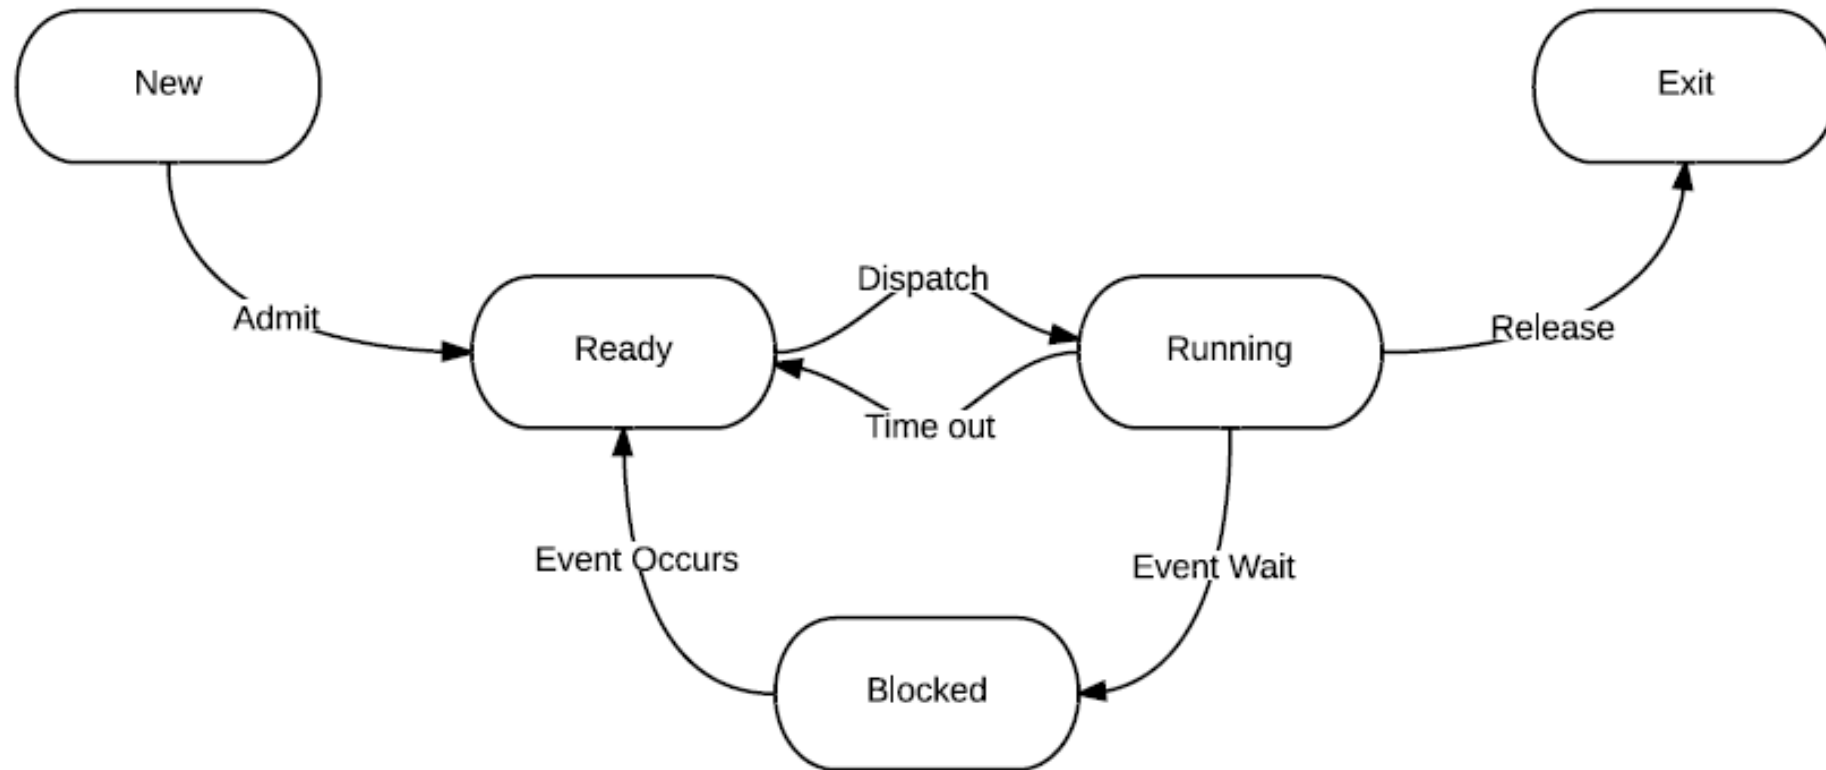 New
Exit
Dispatch
Admit
Release
Ready
Running
Time out
Event Occurs
Event Wait
Blocked